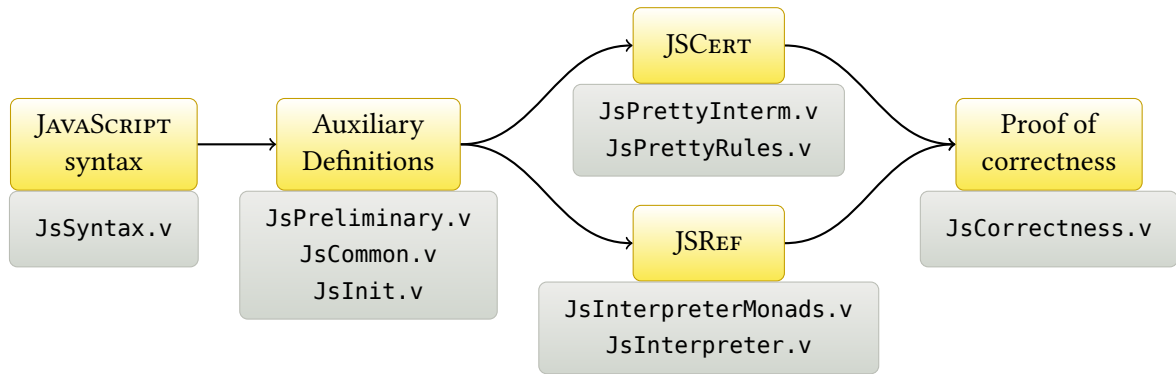 JAVASCRIPT
syntax
JsSyntax.v
Auxiliary
Definitions
JsPreliminary.v
JsCommon.v
JsInit.v
JSCERT
JsPrettyInterm.v
JsPrettyRules.v
JSREF
JsInterpreterMonads.v
JsInterpreter.v
Proof of
correctness
JsCorrectness.v